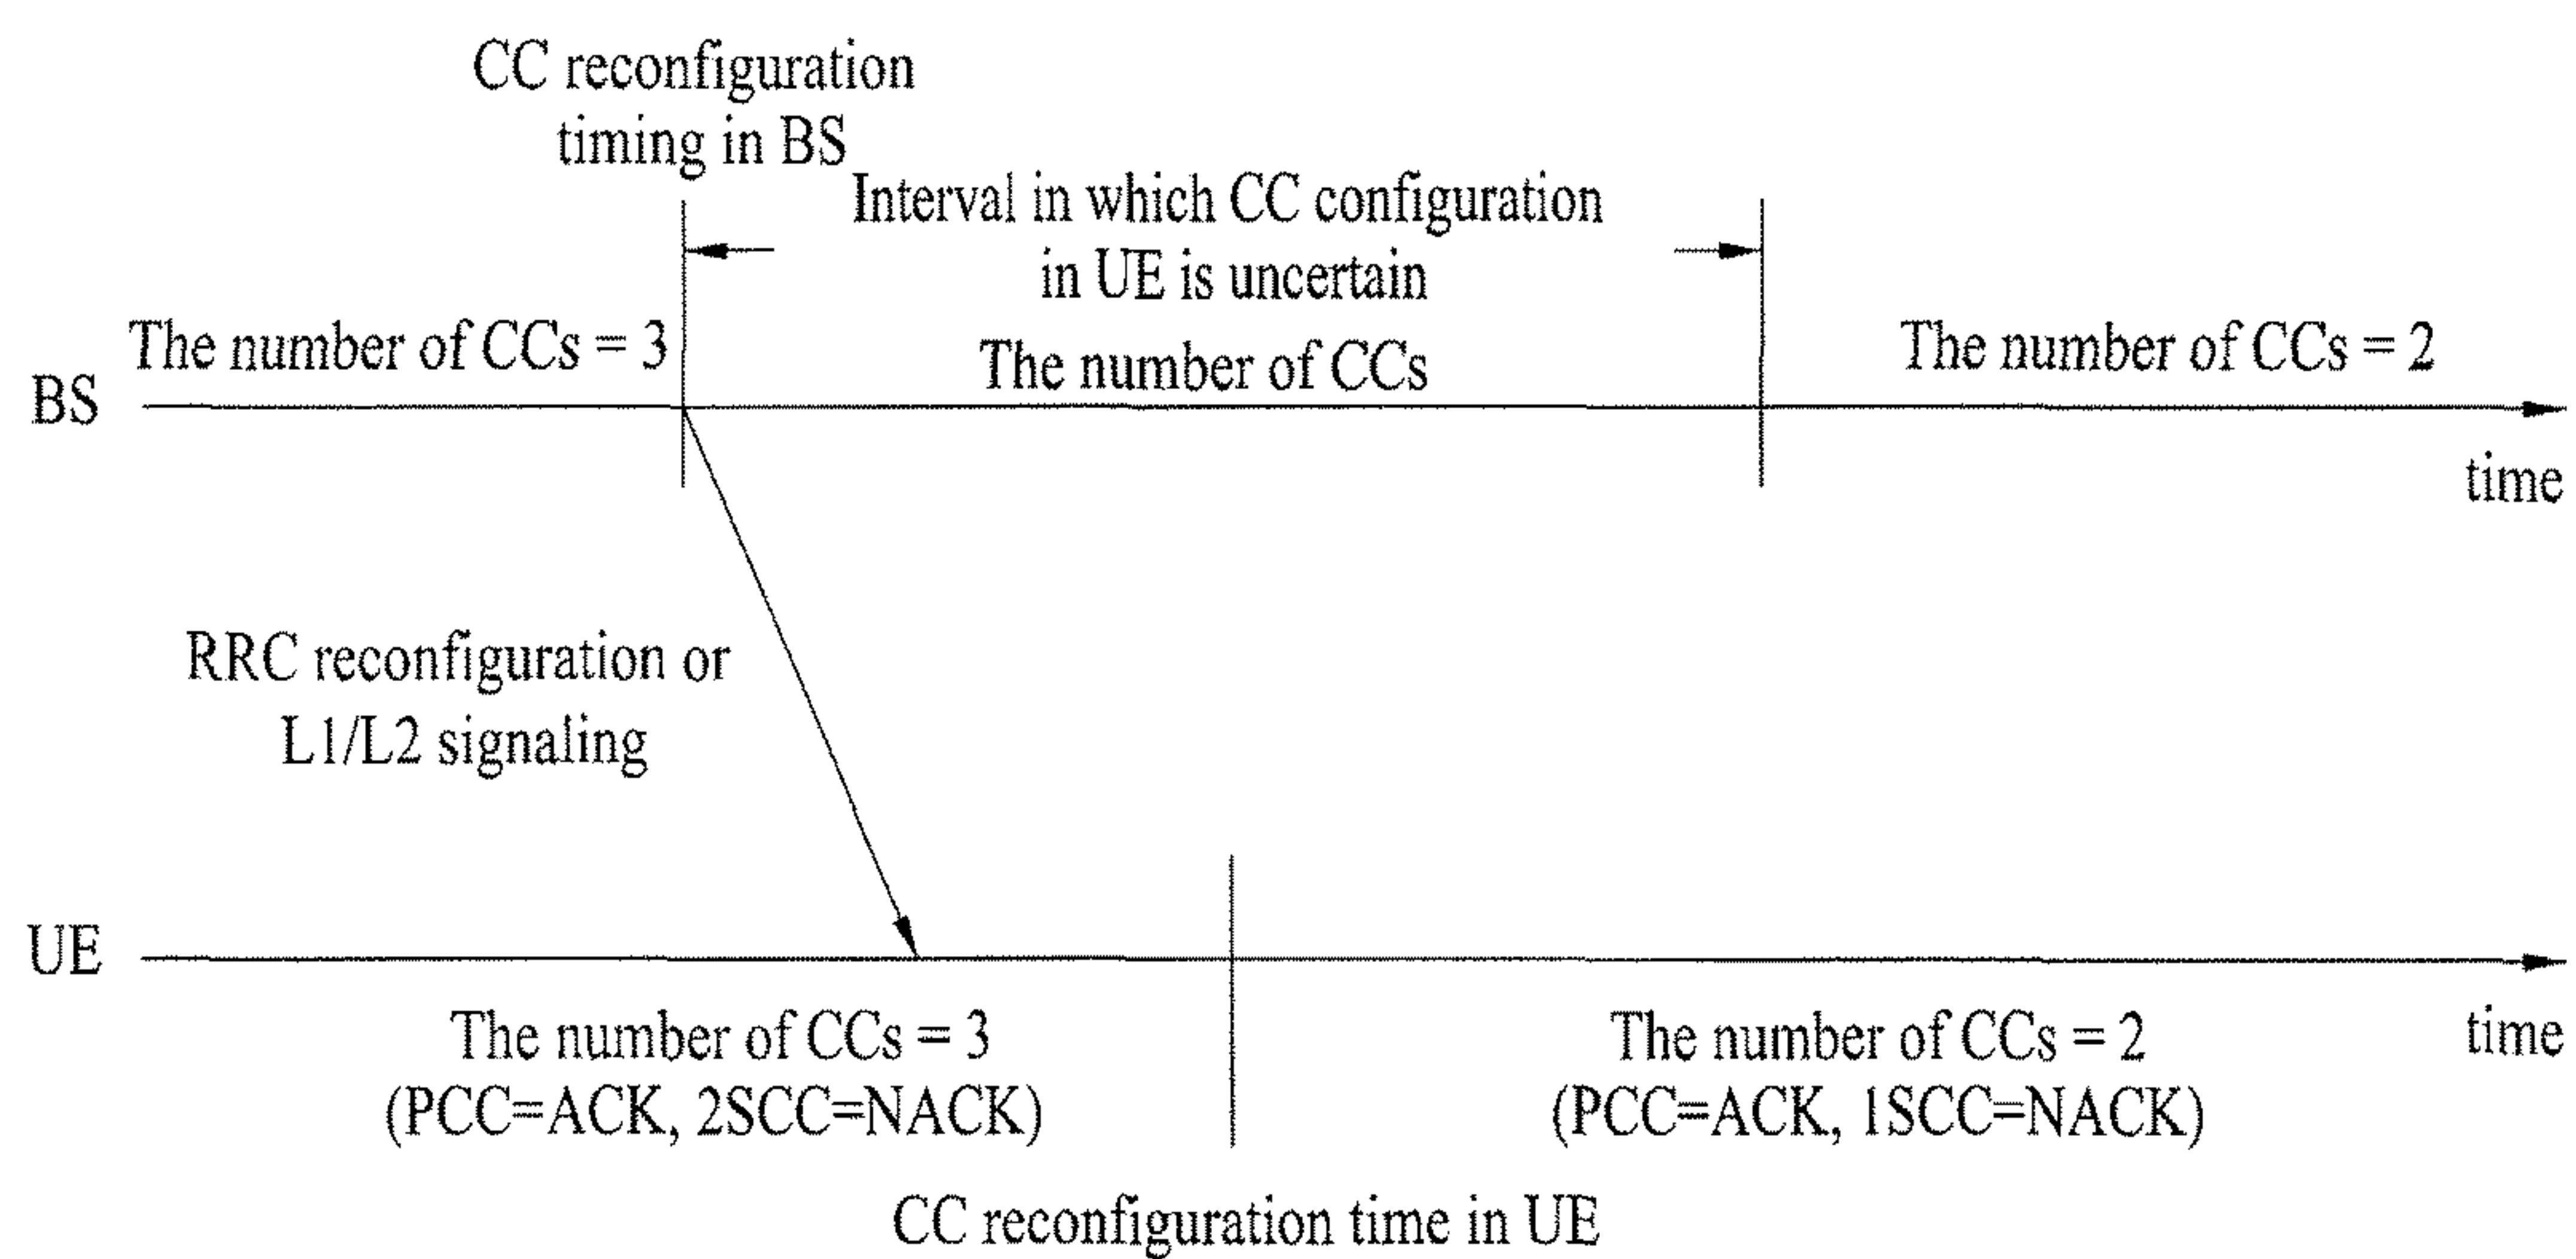 CC reconfiguration
timing in BS
Interval in which CC configuration
in UE is uncertain
The number of CCs = 3
The number of CCs
The number of CCs = 2
BS
time
RRC reconfiguration or
L1/L2 signaling
UE
The number of CCs = 3
(PCC=ACK, 2SCC=NACK)
The number of CCs = 2
(PCC=ACK, 1SCC=NACK)
time
CC reconfiguration time in UE